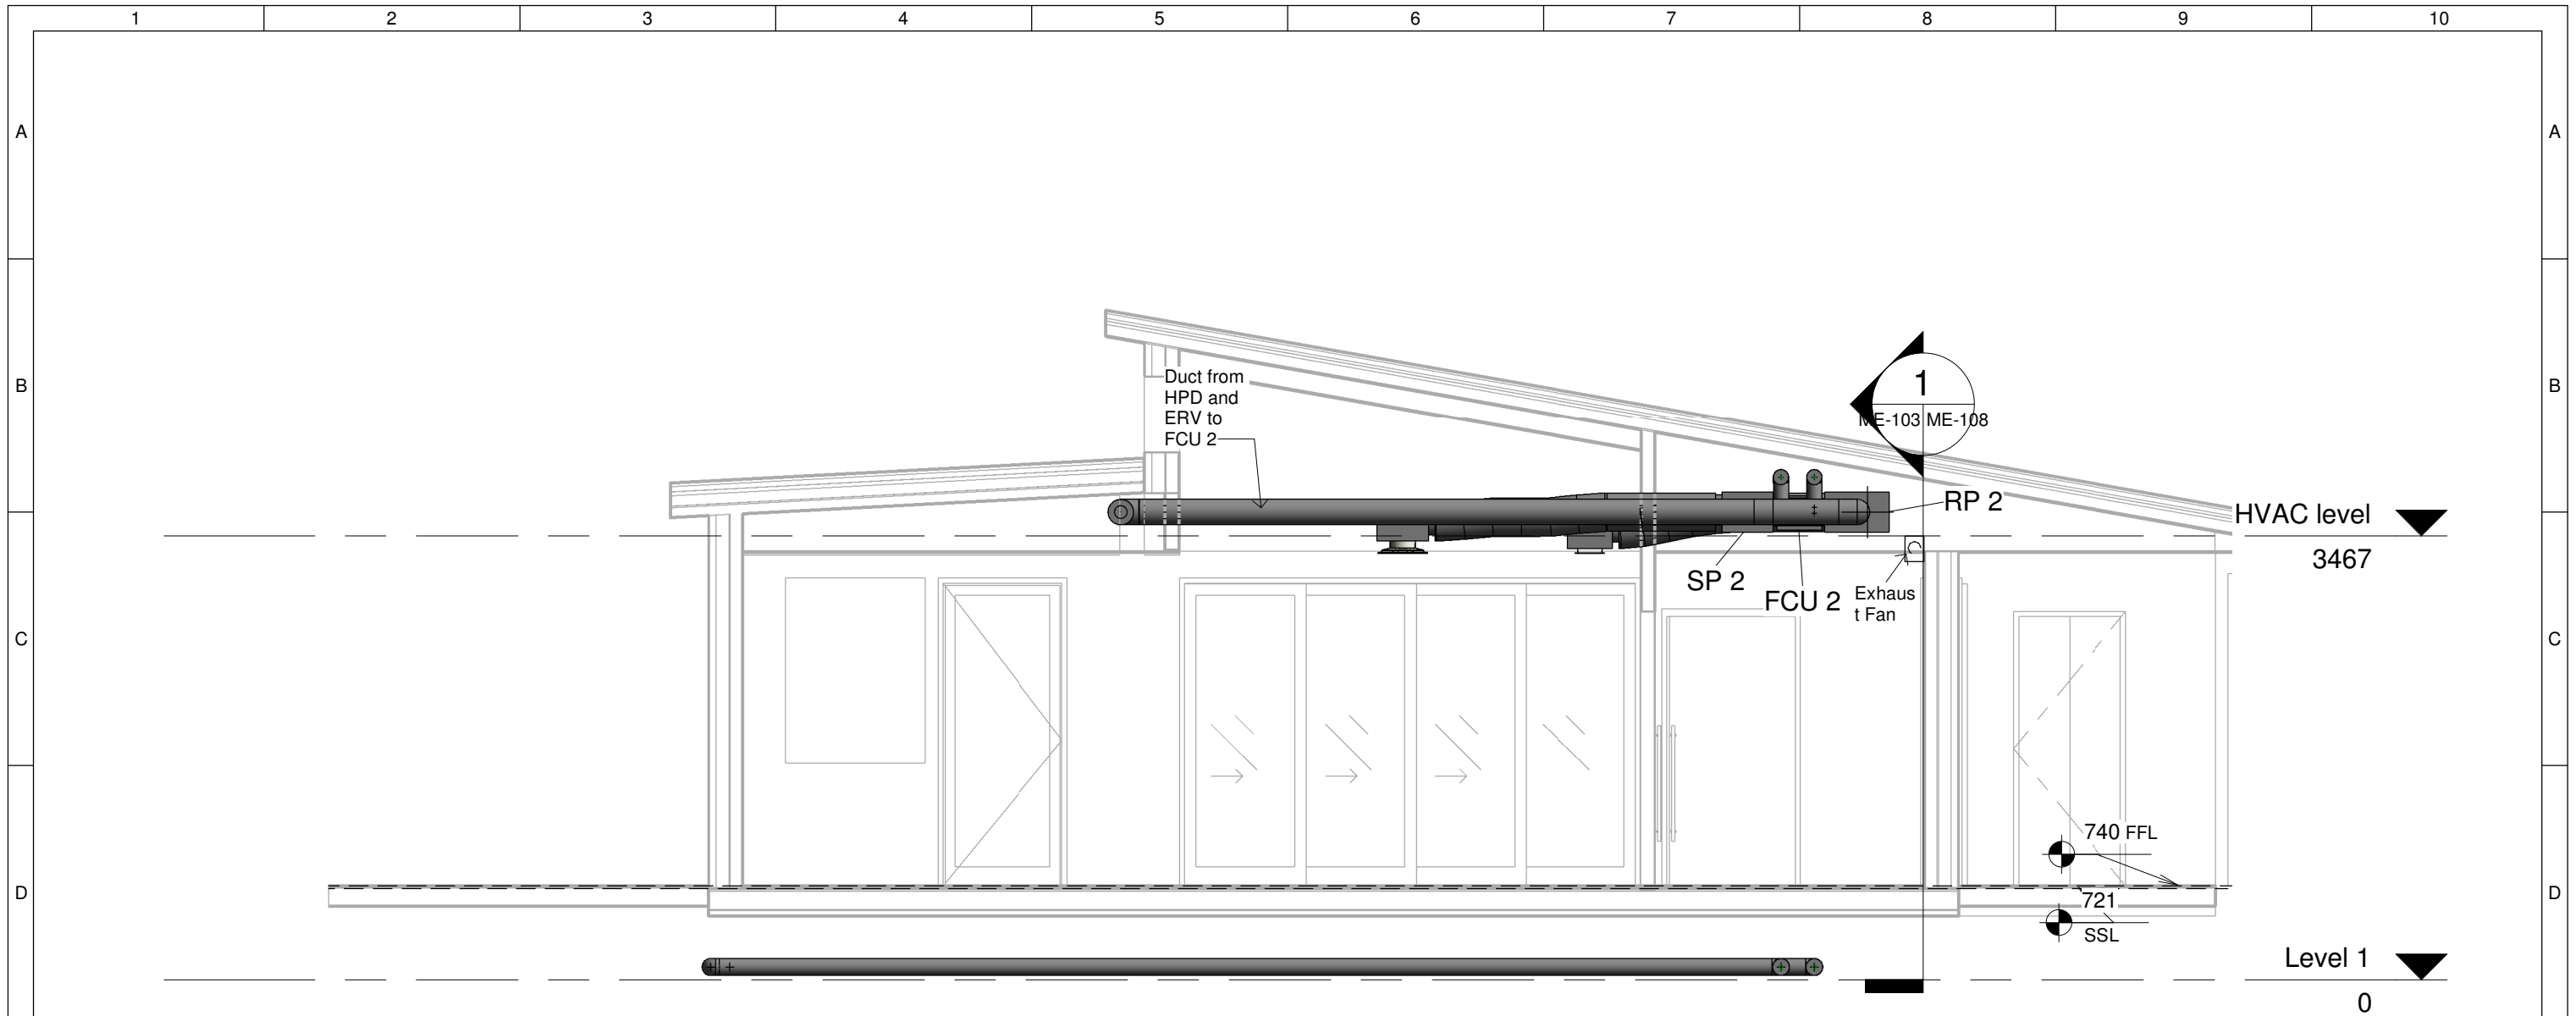 1 2 3 4 5 6 7 8 9 10
A A
B B
Duct from
HPD and
ERV to
FCU 2
1
ME-103 ME-108
RP 2
HVAC level
3467
SP 2
FCU 2
Exhaus
t Fan
C C
740 FFL
721
SSL
D D
Level 1
0